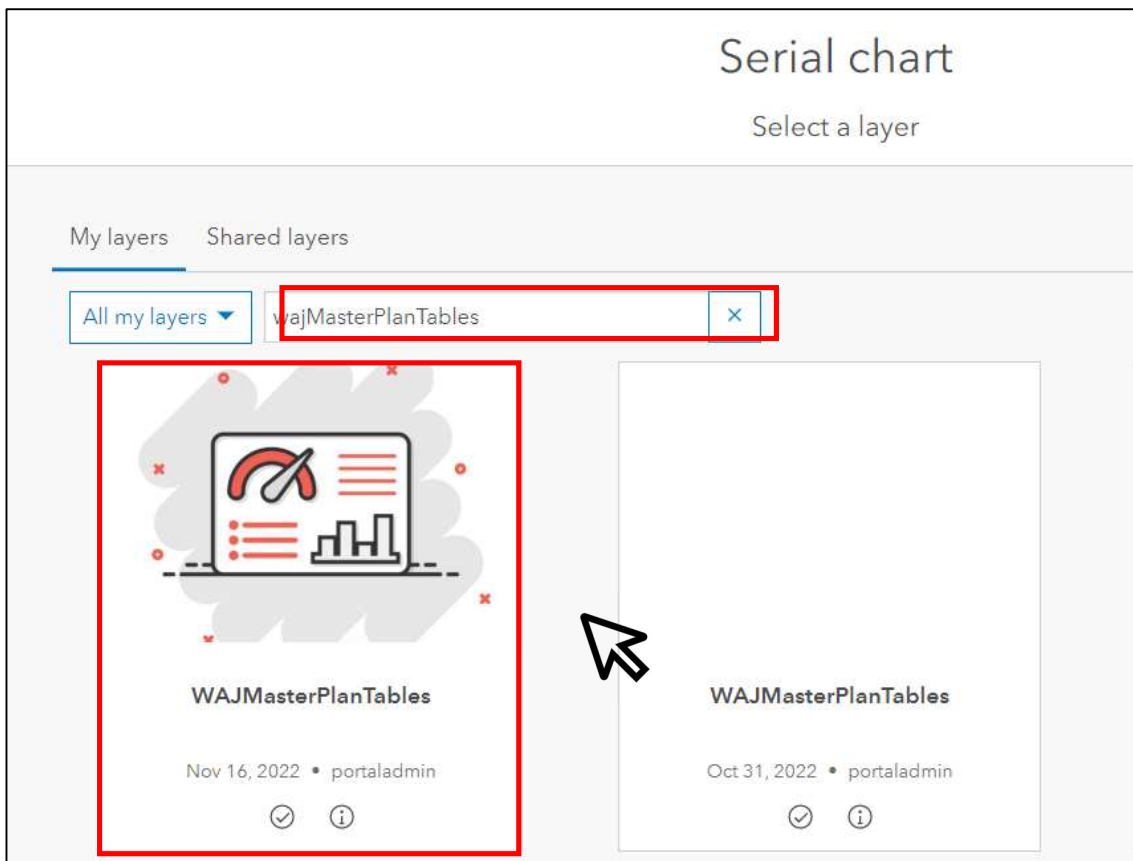 Serial chart
Select a layer
My layers Shared layers
All my layers wajMasterPlanTables
WAJMasterPlanTables WAJMasterPlanTables
Nov 16, 2022 • portaladmin Oct 31, 2022 • portaladmin